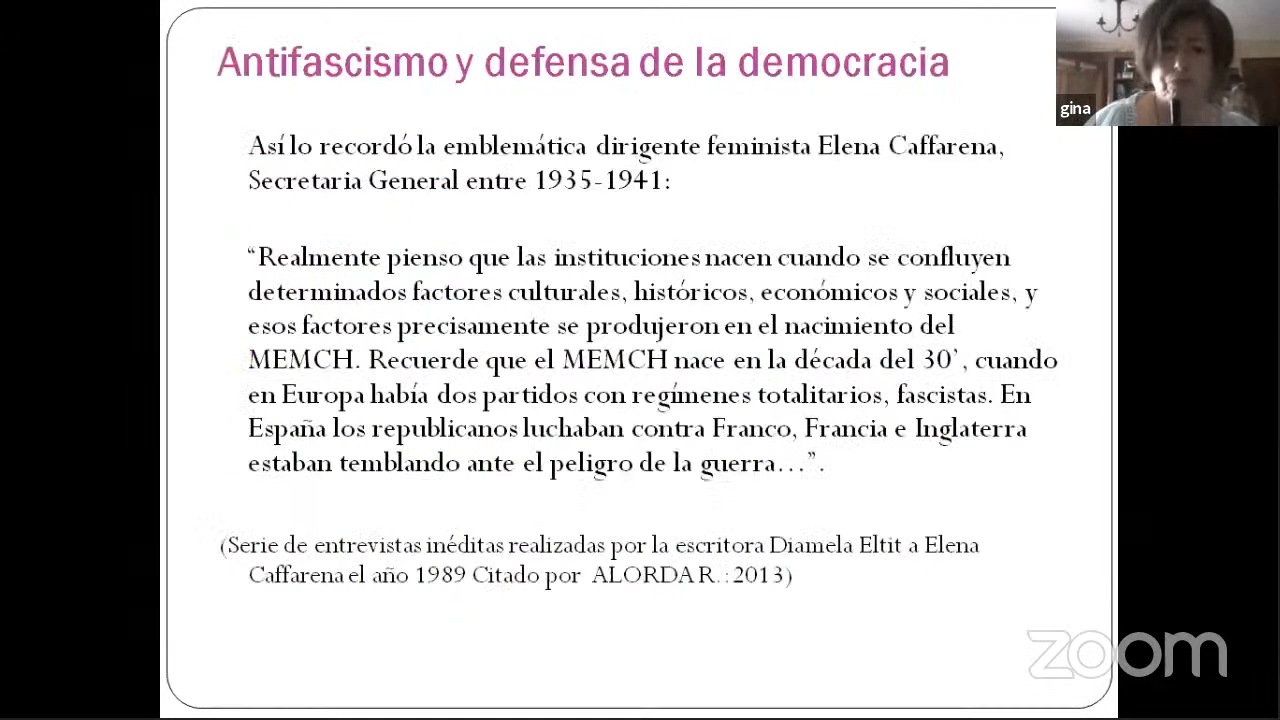 Antifascismo y defensa de la democracia
gina
Así lo recordó la emblemática dirigente feminista Elena Caffarena,
Secretaria General entre 1935-1941:
“Realmente pienso que las instituciones nacen cuando se confluyen
determinados factores culturales, históricos, económicos y sociales, y
esos factores precisamente se produjeron en el nacimiento del
MEMCH. Recuerde que el MEMCH nace en la década del 30’, cuando
en Europa había dos partidos con regímenes totalitarios, fascistas. En
España los republicanos luchaban contra Franco, Francia e Inglaterra
estaban temblando ante el peligro de la guerra…”.
(Serie de entrevistas inéditas realizadas por la escritora Diamela Eltit a Elena
Caffarena el año 1989 Citado por ALORDA R. : 2013)
zoom